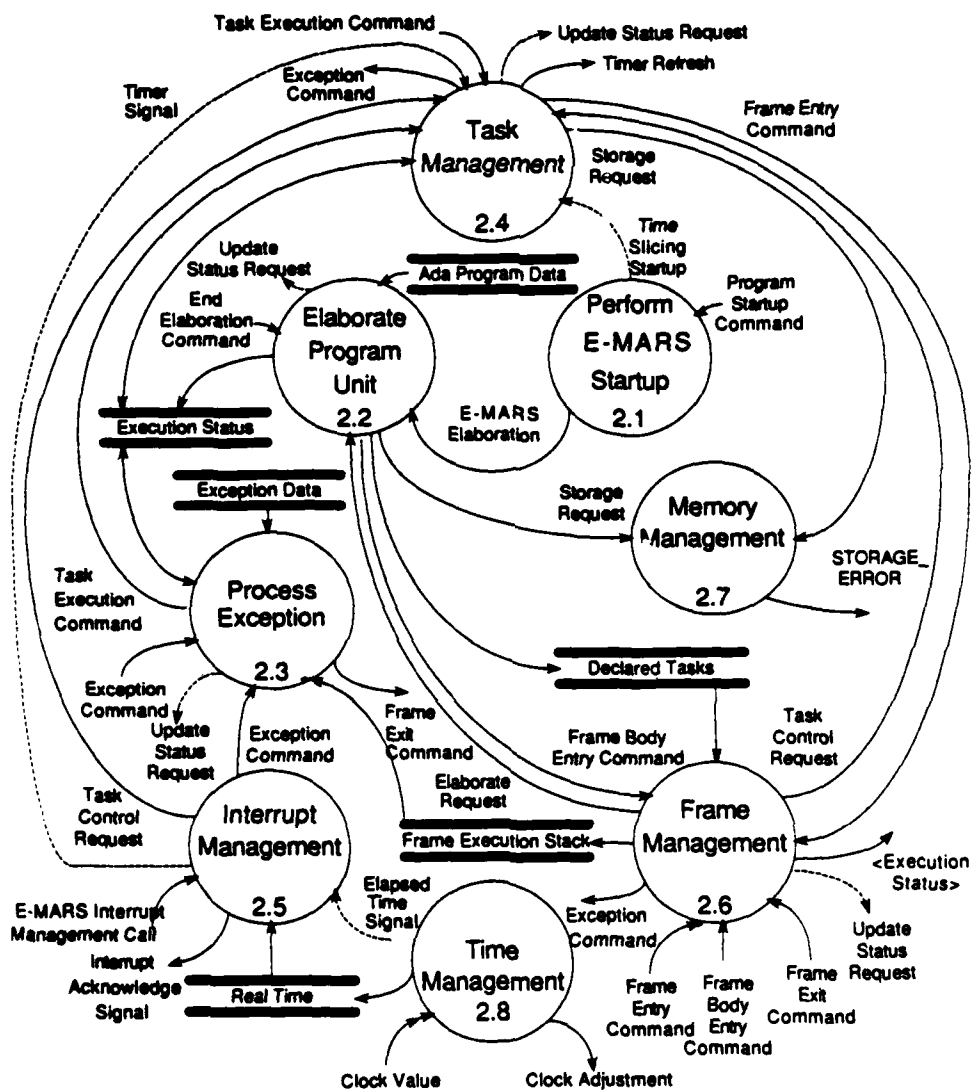 Task Execution Command
Update Status Request
Timer Refresh
Exception
Command
Timer
Signal
Frame Entry
Command
Task
Management
2.4
Storage
Request
Time
Slicing
Startup
Update
Status Request
Ada Program Data
Program
Startup
Command
End
Elaboration
Command
Elaborate
Program
Unit
2.2
Perform
E-MARS
Startup
2.1
E-MARS
Elaboration
Execution Status
Exception Data
Storage
Request
Memory
Management
2.7
STORAGE_
ERROR
Task
Execution
Command
Process
Exception
2.3
Declared Tasks
Exception
Command
Update
Status
Request
Exception
Command
Frame
Exit
Command
Frame Body
Entry Command
Task
Control
Request
Elaborate
Request
Task
Control
Request
Interrupt
Management
2.5
Frame Execution Stack
Frame
Management
2.6
<Execution
Status>
E-MARS Interrupt
Management Call
Elapsed
Time
Signal
Exception
Command
Update
Status
Request
Interrupt
Acknowledge
Signal
Real Time
Time
Management
2.8
Frame
Entry
Command
Frame
Body
Entry
Command
Frame
Exit
Command
Clock Value
Clock Adjustment